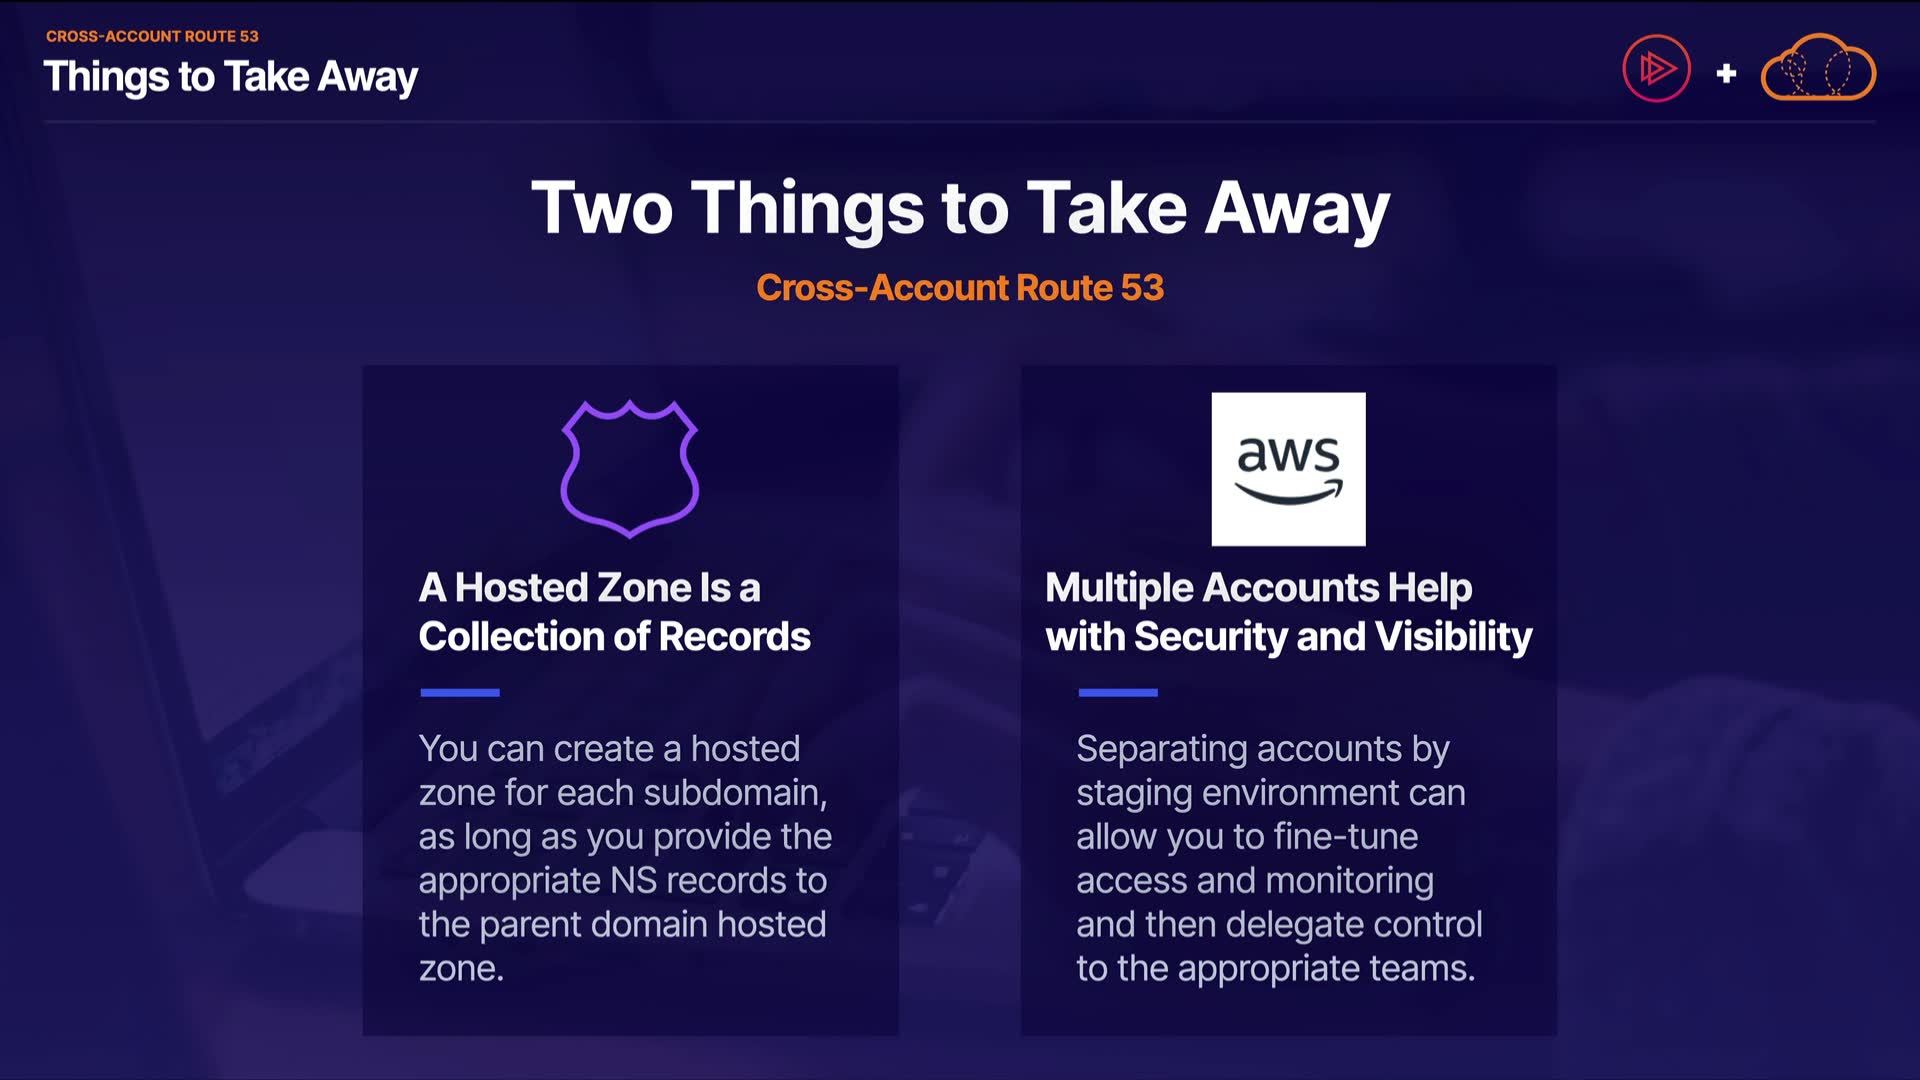 CROSS-ACCOUNT ROUTE 53
Things to Take Away
Two Things to Take Away
Cross-Account Route 53
A Hosted Zone Is a
Collection of Records
You can create a hosted
zone for each subdomain,
as long as you provide the
appropriate NS records to
the parent domain hosted
zone.
aws
Multiple Accounts Help
with Security and Visibility
Separating accounts by
staging environment can
allow you to fine-tune
access and monitoring
and then delegate control
to the appropriate teams.